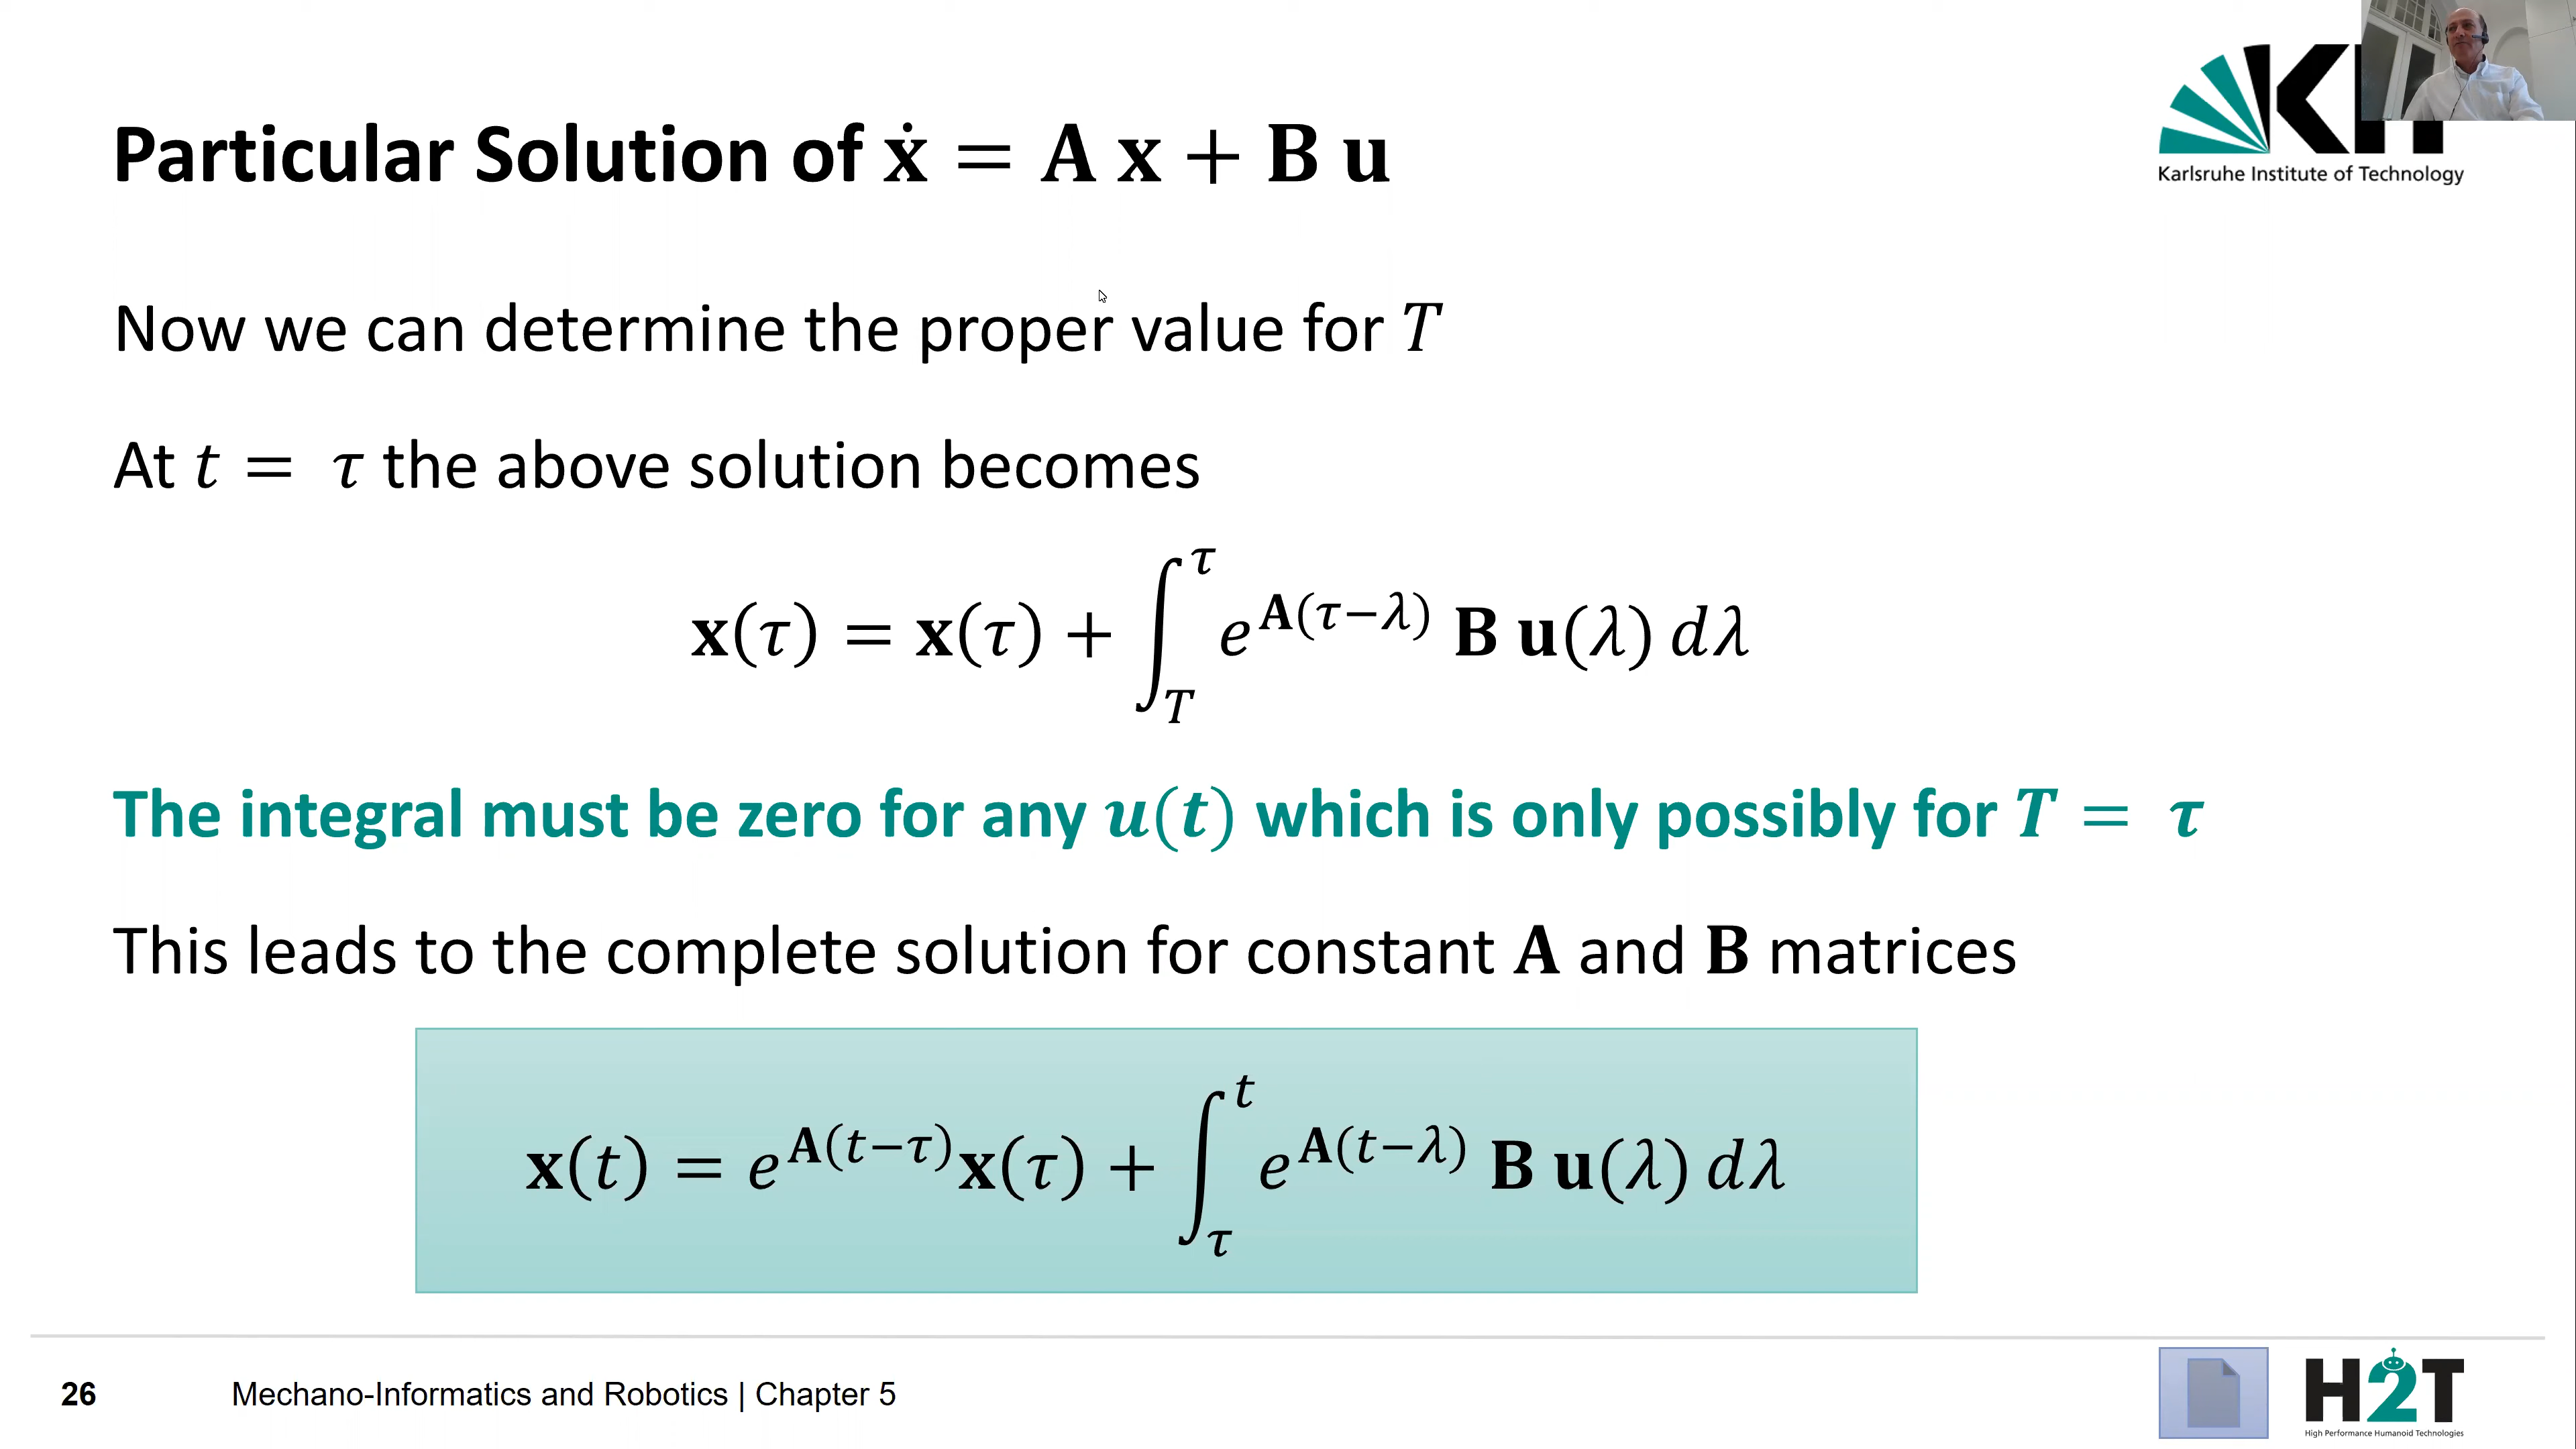 Particular Solution of ẋ = A x + B u
Karlsruhe Institute of Technology
Now we can determine the proper value for T
At t = τ the above solution becomes
x(τ) = x(τ) + ∫_T^τ e^{A(τ−λ)} B u(λ) dλ
The integral must be zero for any u(t) which is only possibly for T = τ
This leads to the complete solution for constant A and B matrices
x(t) = e^{A(t−τ)}x(τ) + ∫_τ^t e^{A(t−λ)} B u(λ) dλ
26 Mechano-Informatics and Robotics | Chapter 5
H2T
High Performance Humanoid Technologies